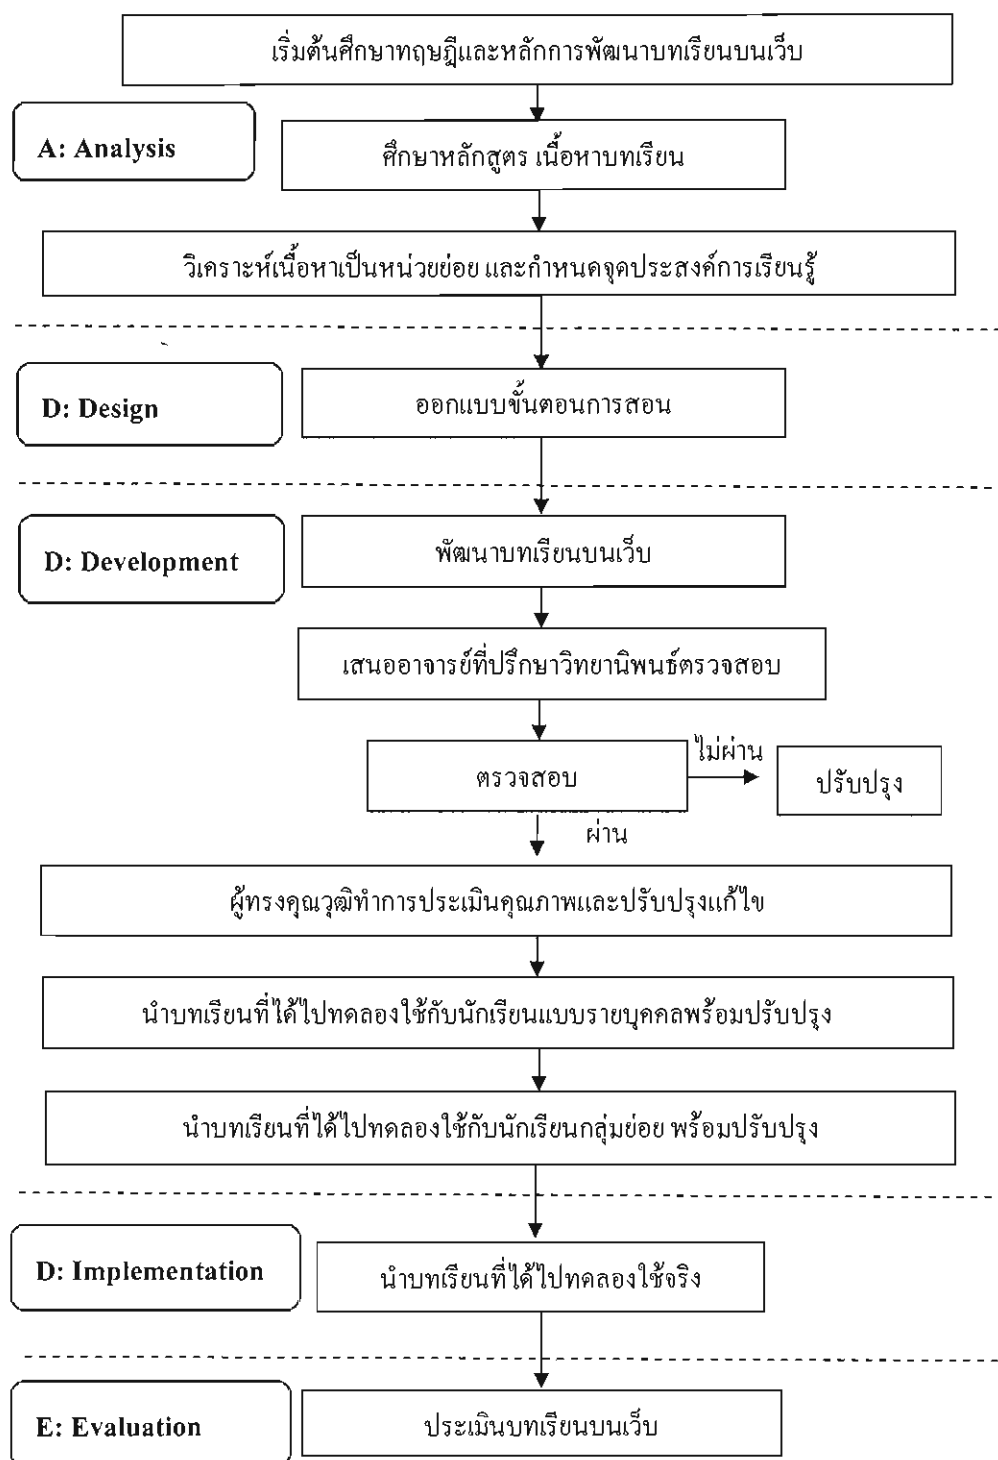 เริ่มต้นศึกษาทฤษฎีและหลักการพัฒนาบทเรียนบนเว็บ
A: Analysis
ศึกษาหลักสูตร เนื้อหาบทเรียน
วิเคราะห์เนื้อหาเป็นหน่วยย่อย และกำหนดจุดประสงค์การเรียนรู้
D: Design
ออกแบบขั้นตอนการสอน
D: Development
พัฒนาบทเรียนบนเว็บ
เสนออาจารย์ที่ปรึกษาวิทยานิพนธ์ตรวจสอบ
ตรวจสอบ
ไม่ผ่าน
ปรับปรุง
ผ่าน
ผู้ทรงคุณวุฒิทำการประเมินคุณภาพและปรับปรุงแก้ไข
นำบทเรียนที่ได้ไปทดลองใช้กับนักเรียนแบบรายบุคคลพร้อมปรับปรุง
นำบทเรียนที่ได้ไปทดลองใช้กับนักเรียนกลุ่มย่อย พร้อมปรับปรุง
D: Implementation
นำบทเรียนที่ได้ไปทดลองใช้จริง
E: Evaluation
ประเมินบทเรียนบนเว็บ